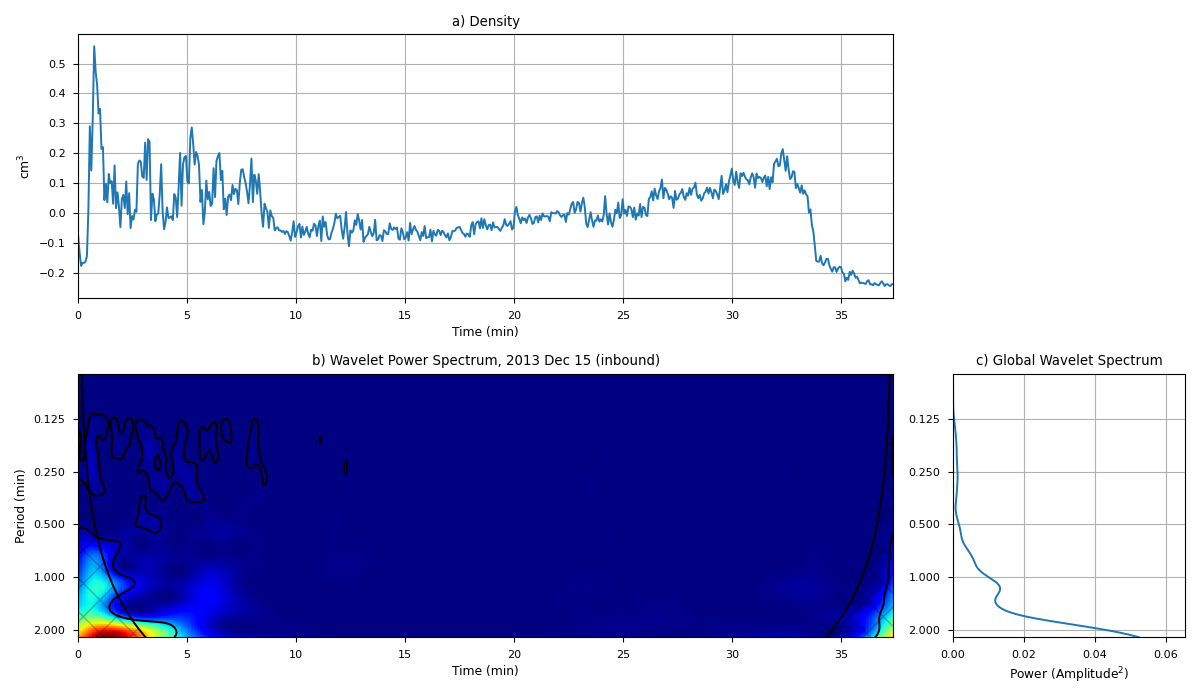 a) Density
cm³
0.5
0.4
0.3
0.2
0.1
0.0
−0.1
−0.2
0 5 10 15 20 25 30 35
Time (min)
b) Wavelet Power Spectrum, 2013 Dec 15 (inbound)
Period (min)
0.125
0.250
0.500
1.000
2.000
0 5 10 15 20 25 30 35
Time (min)
c) Global Wavelet Spectrum
0.125
0.250
0.500
1.000
2.000
0.00 0.02 0.04 0.06
Power (Amplitude²)